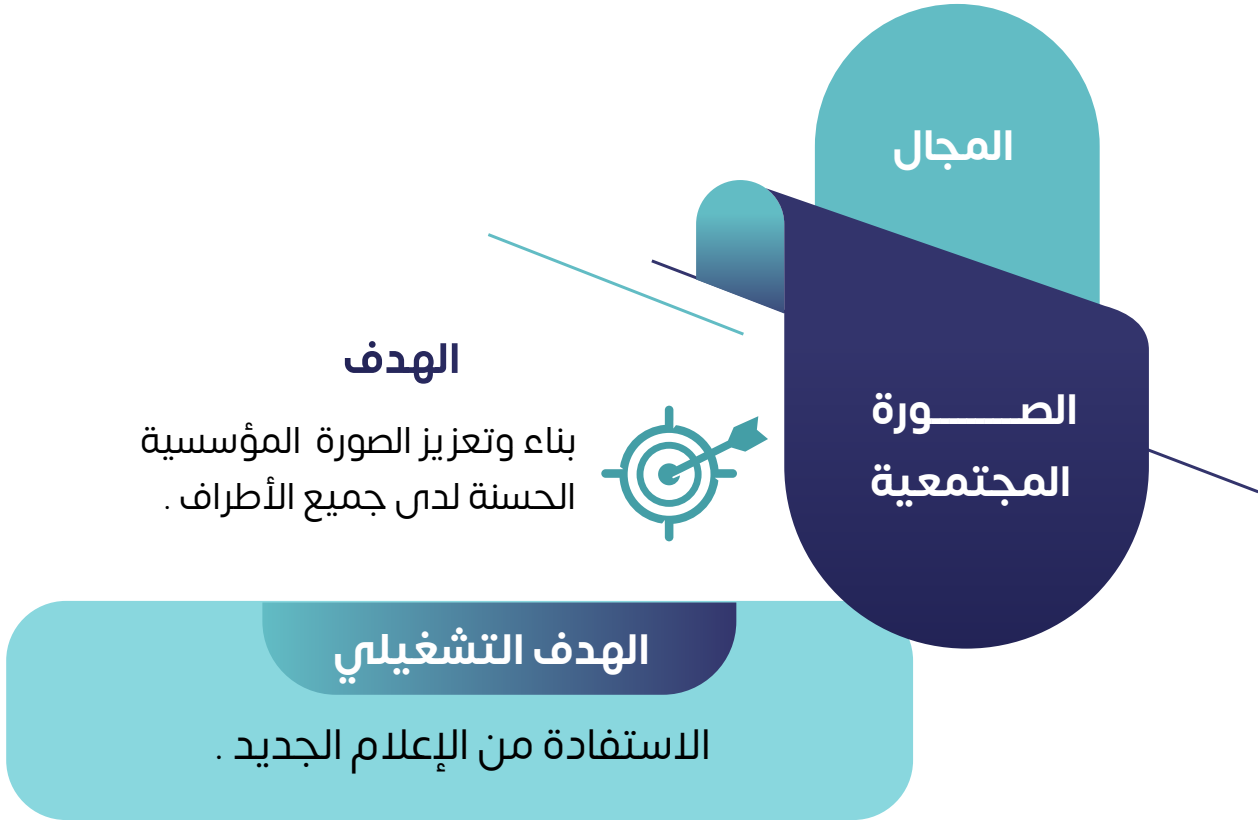 المجال
الصـــــــورة
المجتمعية
الهدف
بناء وتعزيز الصورة المؤسسية
الحسنة لدى جميع الأطراف .
الهدف التشغيلي
الاستفادة من الإعلام الجديد .